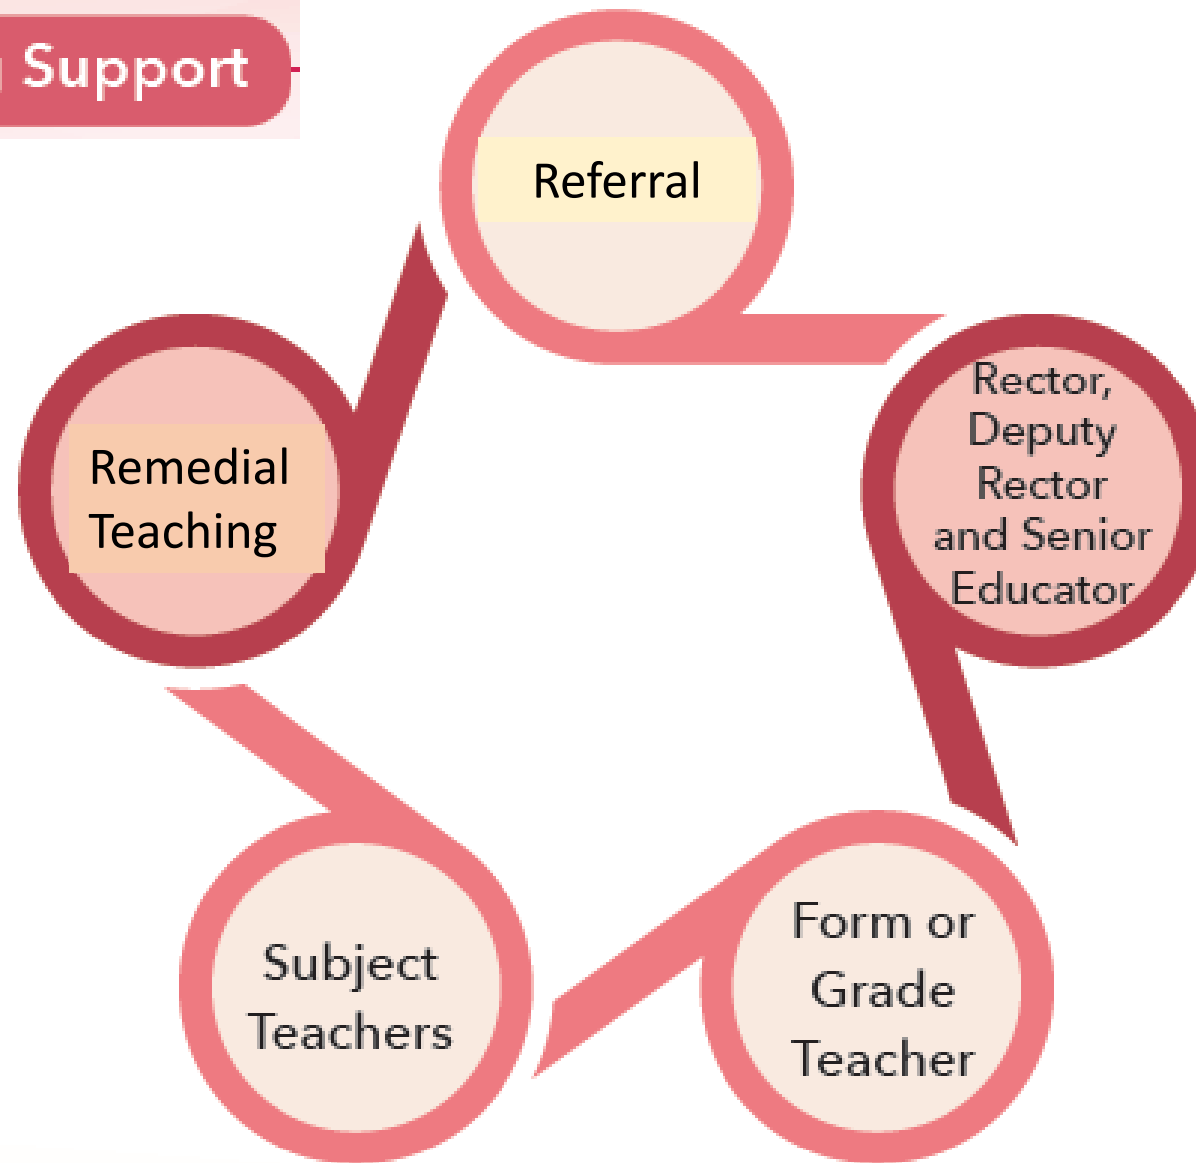 Support
Referral
Rector,
Deputy
Rector
and Senior
Educator
Remedial
Teaching
Form or
Grade
Teacher
Subject
Teachers